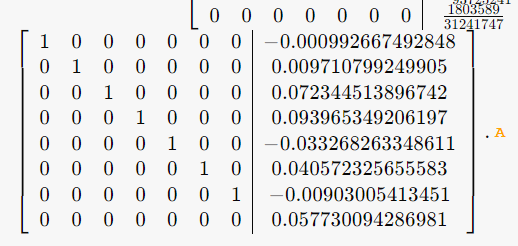 0 0 0 0 0 0 0 1803589
31241747
1 0 0 0 0 0 0 −0.000992667492848
0 1 0 0 0 0 0 0.009710799249905
0 0 1 0 0 0 0 0.072344513896742
0 0 0 1 0 0 0 0.093965349206197
0 0 0 0 1 0 0 −0.033268263348611
0 0 0 0 0 1 0 0.040572325655583
0 0 0 0 0 0 1 −0.00903005413451
0 0 0 0 0 0 0 0.057730094286981
. A